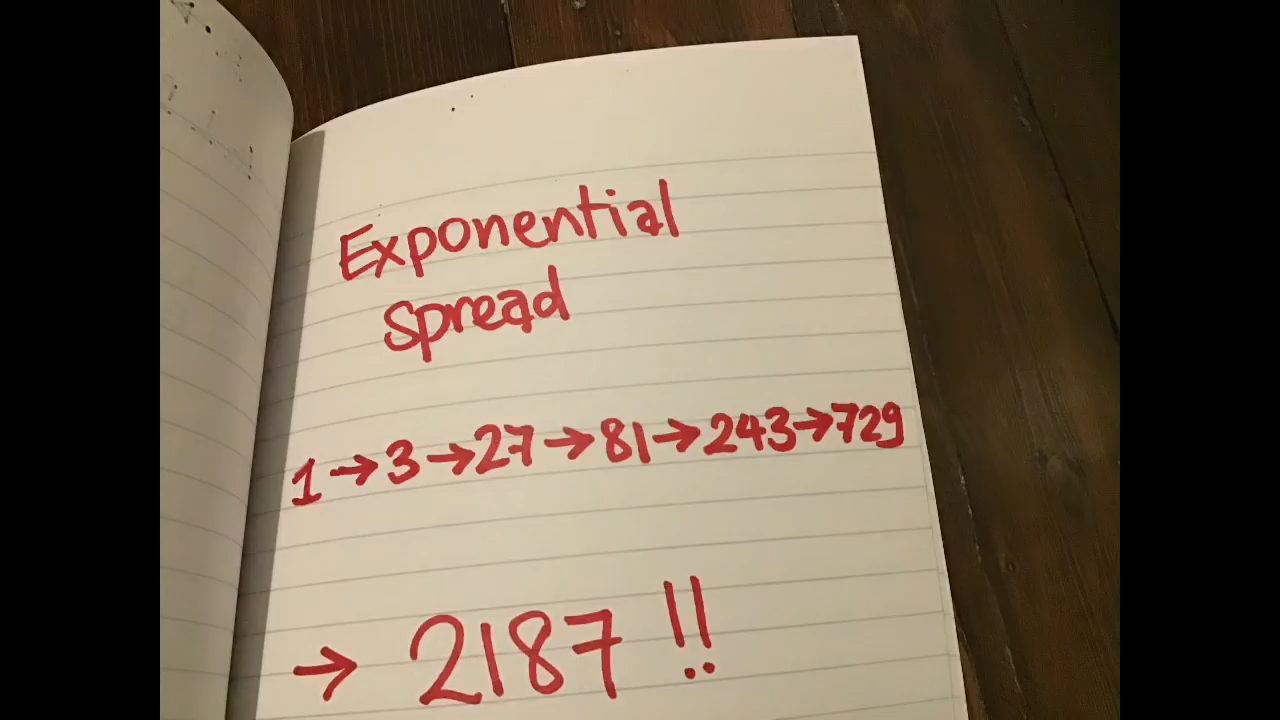 Exponential
spread
1 → 3 → 27 → 81 → 243 → 729
→ 2187 !!